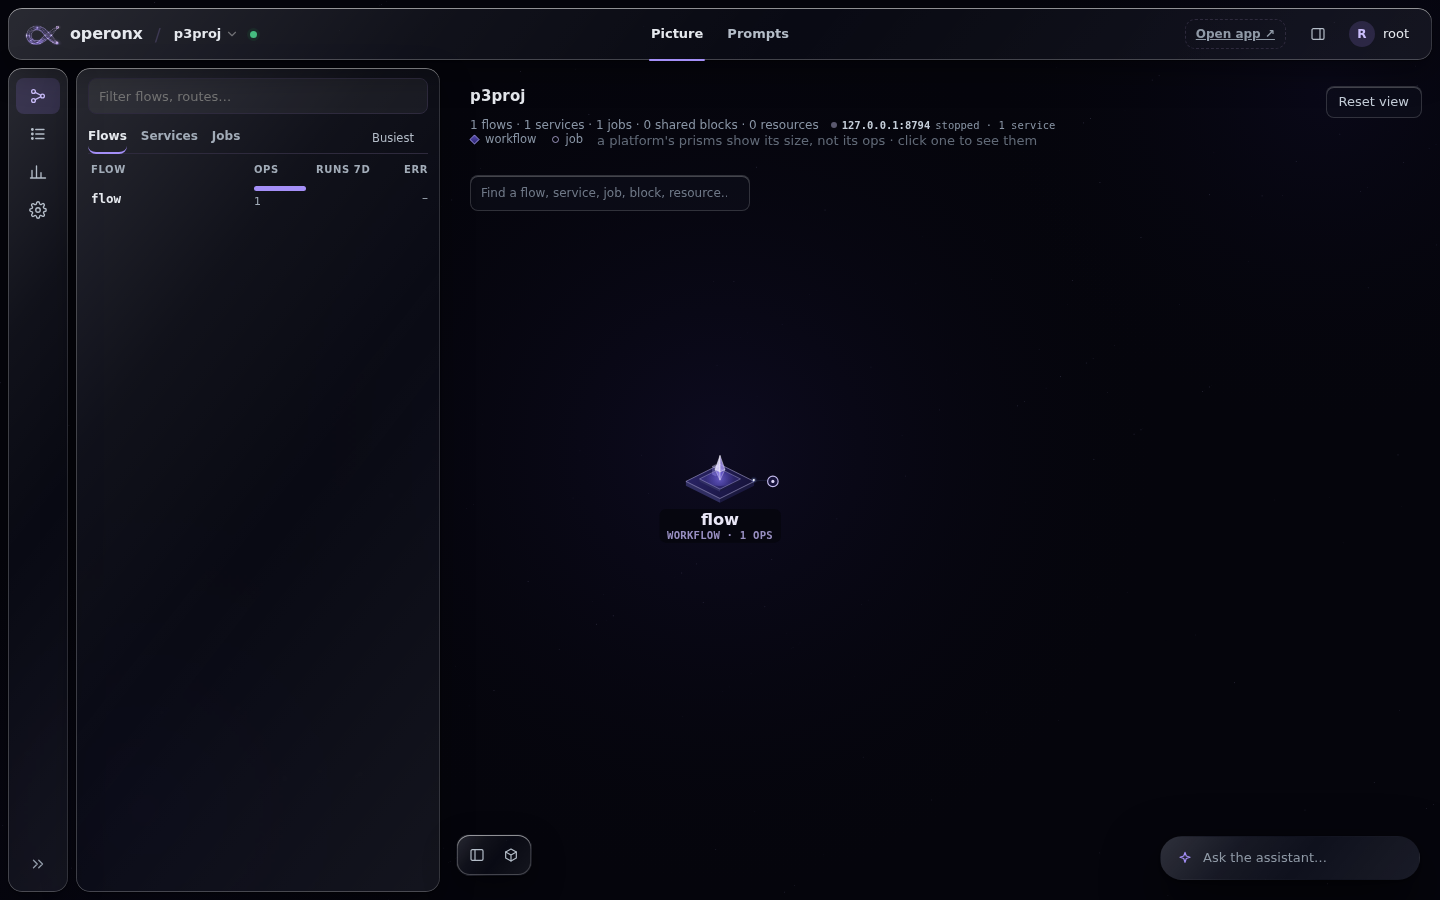 operonx / p3proj
Picture Prompts
Open app ↗
R root
Filter flows, routes...
Flows Services Jobs Busiest
FLOW OPS RUNS 7D ERR
flow 1 –
p3proj
Reset view
1 flows · 1 services · 1 jobs · 0 shared blocks · 0 resources 127.0.0.1:8794 stopped · 1 service
workflow job a platform's prisms show its size, not its ops · click one to see them
Find a flow, service, job, block, resource..
flow
WORKFLOW · 1 OPS
Ask the assistant...